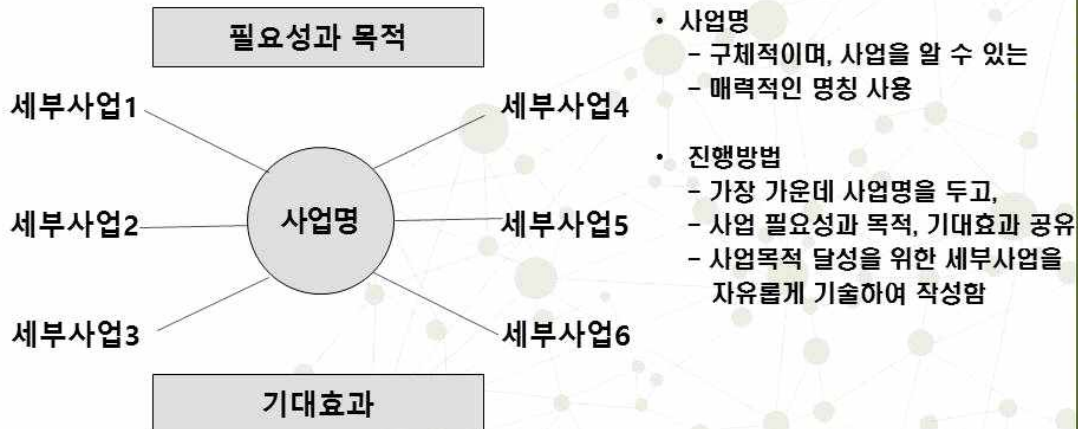 필요성과 목적
세부사업1
세부사업2
세부사업3
사업명
세부사업4
세부사업5
세부사업6
기대효과
• 사업명
- 구체적이며, 사업을 알 수 있는
- 매력적인 명칭 사용
• 진행방법
- 가장 가운데 사업명을 두고,
- 사업 필요성과 목적, 기대효과 공유
- 사업목적 달성을 위한 세부사업을
자유롭게 기술하여 작성함